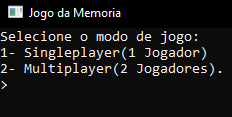 Jogo da Memoria
Selecione o modo de jogo:
1- Singleplayer(1 Jogador)
2- Multiplayer(2 Jogadores).
>